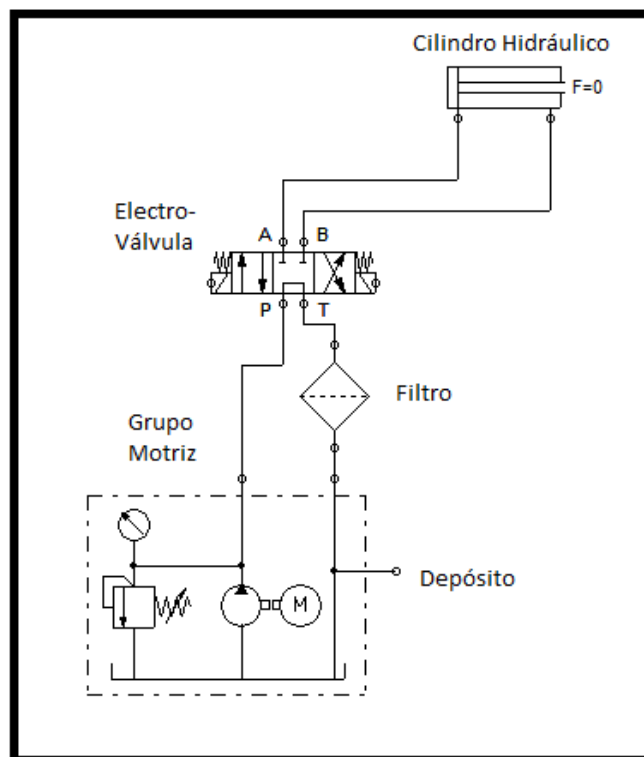 Cilindro Hidráulico
F=0
Electro-
Válvula
A
B
P
T
Filtro
Grupo
Motriz
M
Depósito